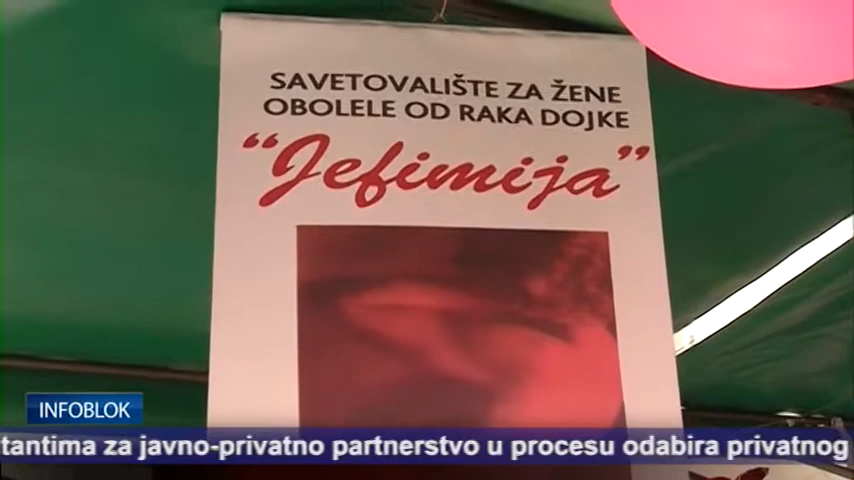 SAVETOVALIŠTE ZA ŽENE
OBOLELE OD RAKA DOJKE
“Jefimija”
INFOBLOK
tantima za javno-privatno partnerstvo u procesu odabira privatnog